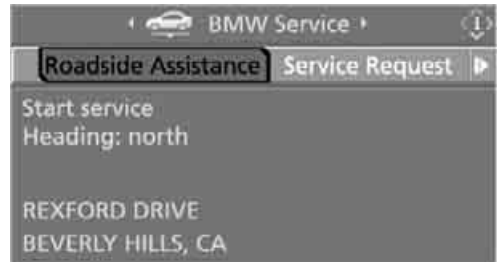 BMW Service
Roadside Assistance Service Request
Start service
Heading: north
REXFORD DRIVE
BEVERLY HILLS, CA